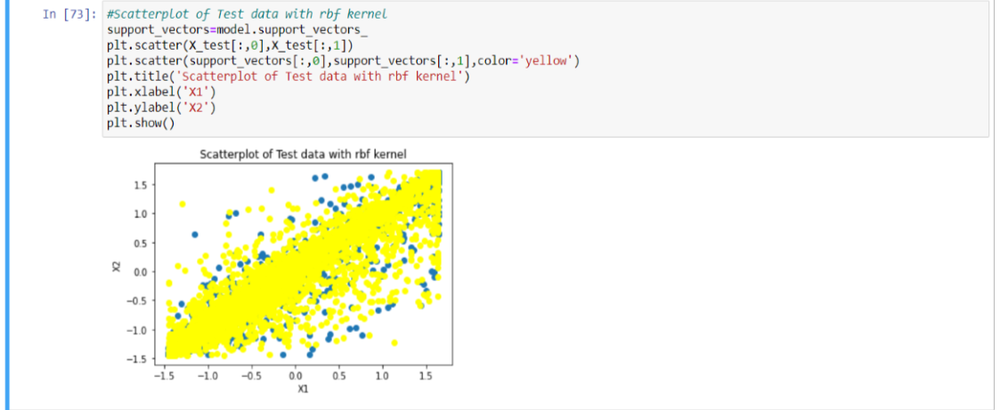 In [73]: #Scatterplot of Test data with rbf kernel
support_vectors=model.support_vectors_
plt.scatter(X_test[:,0],X_test[:,1])
plt.scatter(support_vectors[:,0],support_vectors[:,1],color='yellow')
plt.title('Scatterplot of Test data with rbf kernel')
plt.xlabel('X1')
plt.ylabel('X2')
plt.show()
Scatterplot of Test data with rbf kernel
1.5
1.0
0.5
X2
0.0
−0.5
−1.0
−1.5
−1.5 −1.0 −0.5 0.0 0.5 1.0 1.5
X1